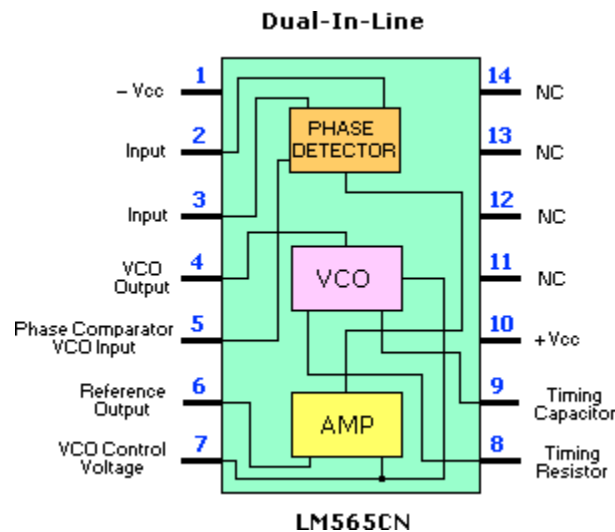 Dual-In-Line
1
– Vcc
2
Input
3
Input
4
VCO
Output
5
Phase Comparator
VCO Input
6
Reference
Output
7
VCO Control
Voltage
PHASE
DETECTOR
VCO
AMP
14
NC
13
NC
12
NC
11
NC
10
+Vcc
9
Timing
Capacitor
8
Timing
Resistor
LM565CN